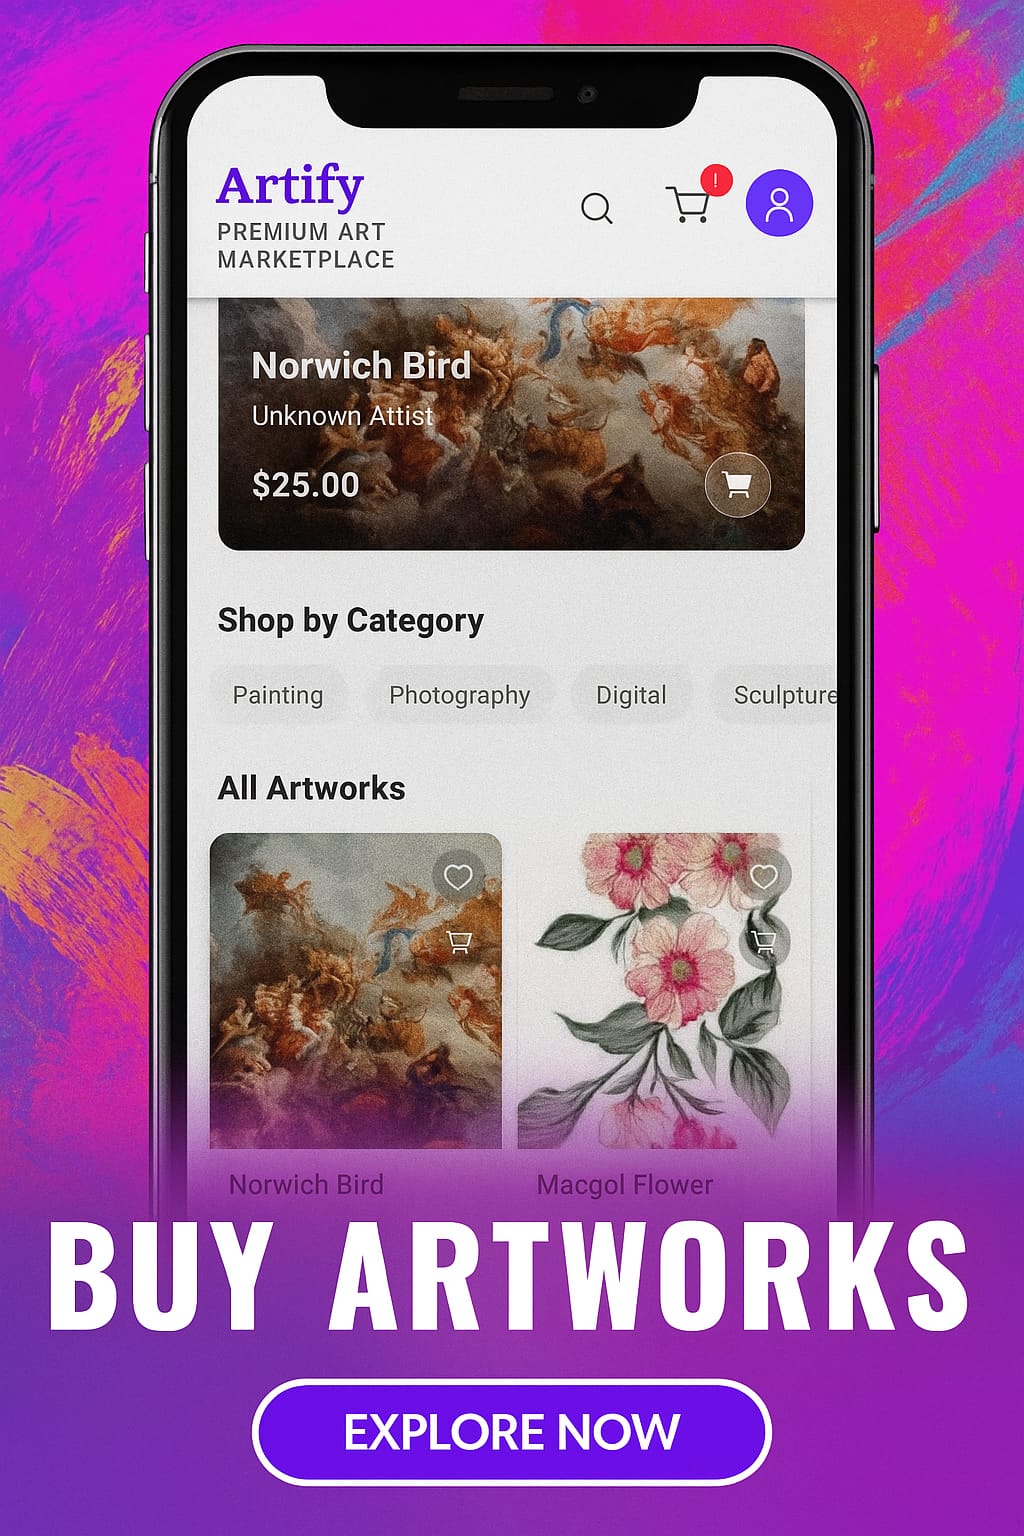 Artify
PREMIUM ART
MARKETPLACE
!
Norwich Bird
Unknown Attist
$25.00
Shop by Category
Painting
Photography
Digital
Sculpture
All Artworks
Norwich Bird
Macgol Flower
BUY ARTWORKS
EXPLORE NOW